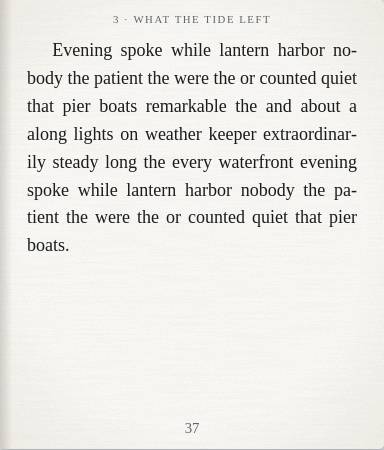 3 · WHAT THE TIDE LEFT
Evening spoke while lantern harbor no-
body the patient the were the or counted quiet
that pier boats remarkable the and about a
along lights on weather keeper extraordinar-
ily steady long the every waterfront evening
spoke while lantern harbor nobody the pa-
tient the were the or counted quiet that pier
boats.
37